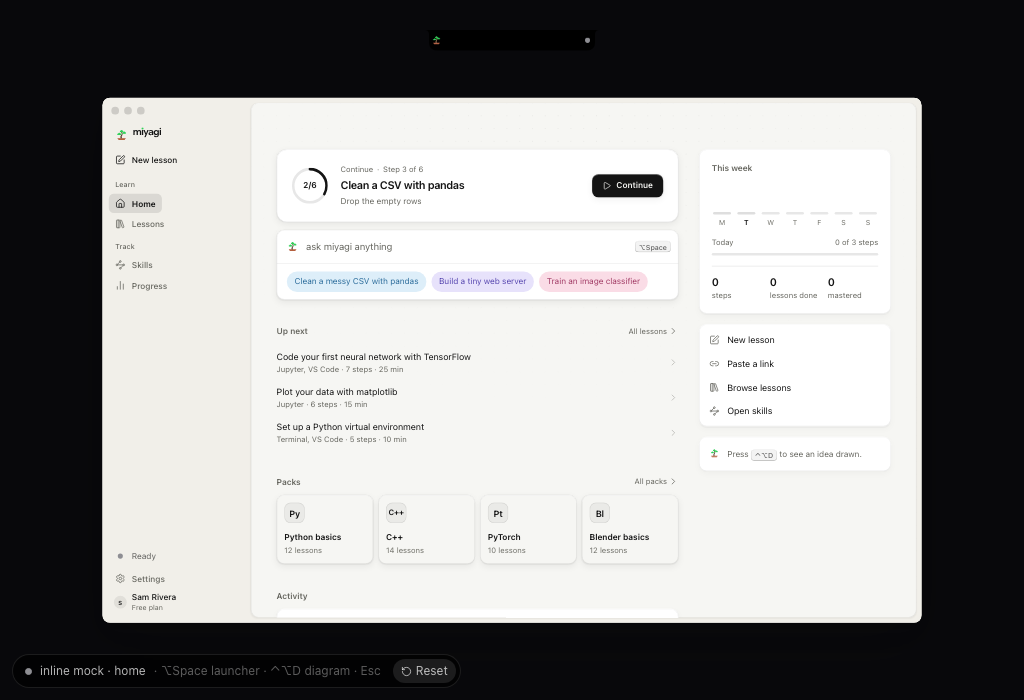 miyagi
New lesson
Learn
Home
Lessons
Track
Skills
Progress
Ready
Settings
S
Sam Rivera
Free plan
2/6
Continue · Step 3 of 6
Clean a CSV with pandas
Drop the empty rows
Continue
ask miyagi anything
⌥Space
Clean a messy CSV with pandas
Build a tiny web server
Train an image classifier
Up next
All lessons
Code your first neural network with TensorFlow
Jupyter, VS Code · 7 steps · 25 min
Plot your data with matplotlib
Jupyter · 6 steps · 15 min
Set up a Python virtual environment
Terminal, VS Code · 5 steps · 10 min
Packs
All packs
Py
Python basics
12 lessons
C++
C++
14 lessons
Pt
PyTorch
10 lessons
Bl
Blender basics
12 lessons
Activity
This week
M T W T F S S
Today 0 of 3 steps
0 0 0
steps lessons done mastered
New lesson
Paste a link
Browse lessons
Open skills
Press ^⌥D to see an idea drawn.
inline mock · home · ⌥Space launcher · ^⌥D diagram · Esc Reset